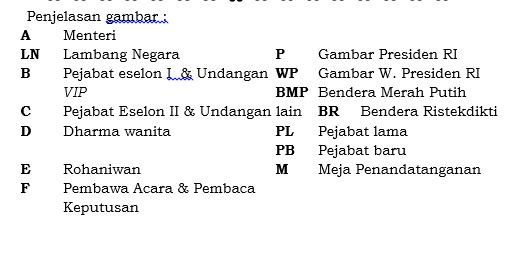 Penjelasan gambar :
A Menteri
LN Lambang Negara P Gambar Presiden RI
B Pejabat eselon I & Undangan WP Gambar W. Presiden RI
VIP BMP Bendera Merah Putih
C Pejabat Eselon II & Undangan lain BR Bendera Ristekdikti
D Dharma wanita PL Pejabat lama
PB Pejabat baru
E Rohaniwan M Meja Penandatanganan
F Pembawa Acara & Pembaca
Keputusan